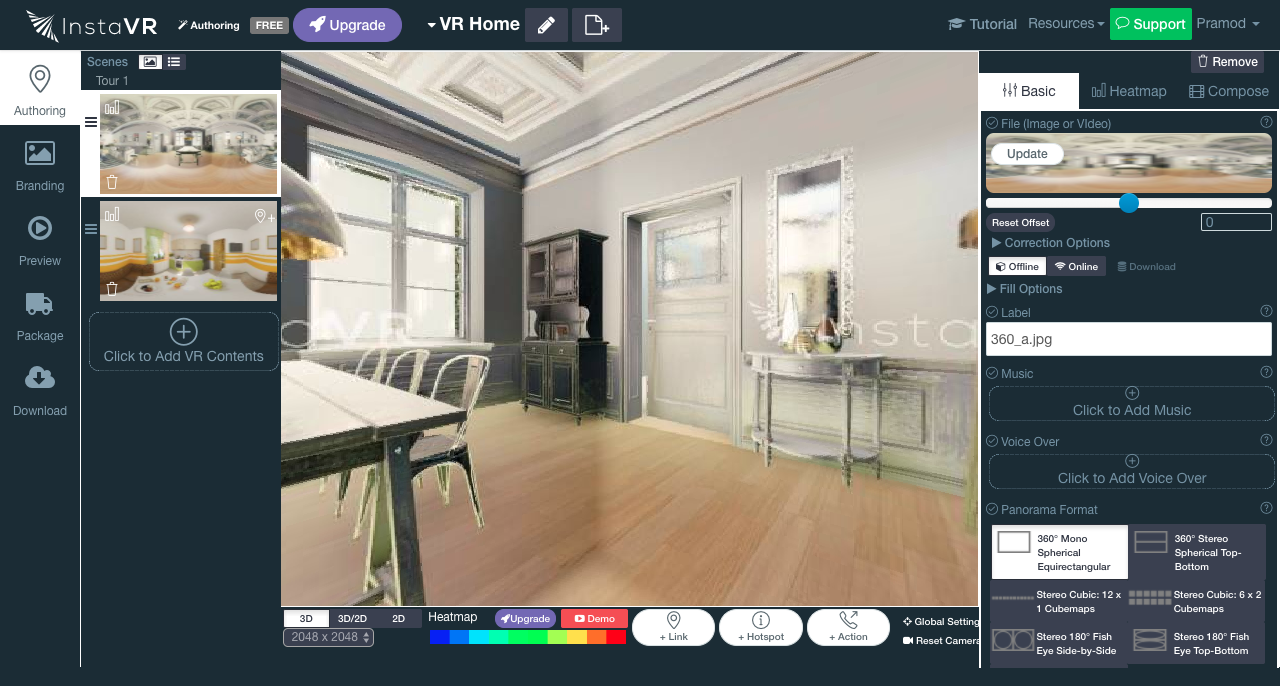 InstaVR
Authoring
FREE
Upgrade
VR Home
Tutorial
Resources
Support
Pramod
Authoring
Branding
Preview
Package
Download
Scenes
Tour 1
Click to Add VR Contents
aVR
Insta
3D
3D/2D
2D
2048 x 2048
Heatmap
Upgrade
Demo
+ Link
+ Hotspot
+ Action
Global Setting
Reset Camera
Remove
Basic
Heatmap
Compose
File (Image or VIdeo)
Update
Reset Offset
0
Correction Options
Offline
Online
Download
Fill Options
Label
360_a.jpg
Music
Click to Add Music
Voice Over
Click to Add Voice Over
Panorama Format
360° Mono
Spherical
Equirectangular
360° Stereo
Spherical Top-
Bottom
Stereo Cubic: 12 x
1 Cubemaps
Stereo Cubic: 6 x 2
Cubemaps
Stereo 180° Fish
Eye Side-by-Side
Stereo 180° Fish
Eye Top-Bottom